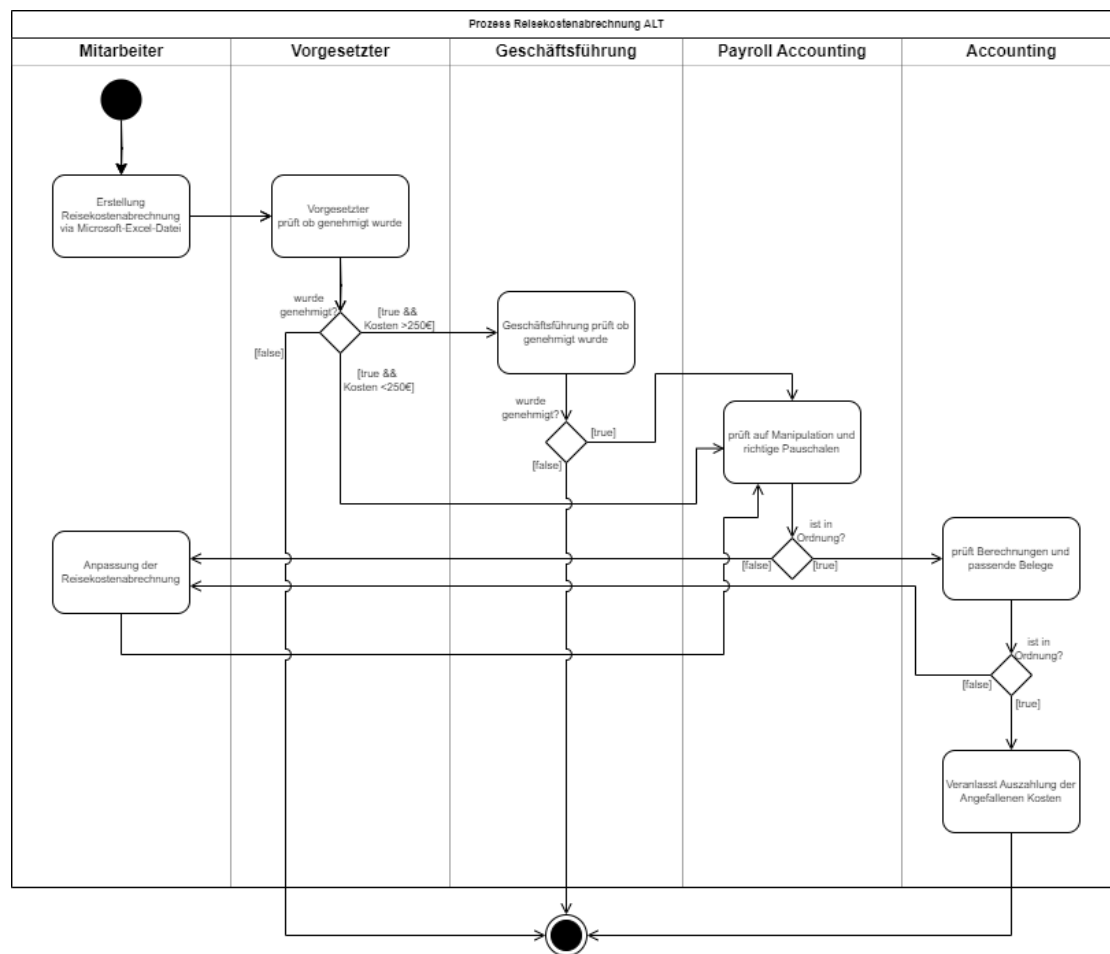 Prozess Reisekostenabrechnung ALT
Mitarbeiter
Vorgesetzter
Geschäftsführung
Payroll Accounting
Accounting
Erstellung
Reisekostenabrechnung
via Microsoft-Excel-Datei
Vorgesetzter
prüft ob genehmigt wurde
wurde
genehmigt?
[true &&
Kosten >250€]
[false]
[true &&
Kosten <250€]
Geschäftsführung prüft ob
genehmigt wurde
wurde
genehmigt?
[true]
[false]
prüft auf Manipulation und
richtige Pauschalen
ist in
Ordnung?
[false]
[true]
Anpassung der
Reisekostenabrechnung
prüft Berechnungen und
passende Belege
ist in
Ordnung?
[false]
[true]
Veranlasst Auszahlung der
Angefallenen Kosten